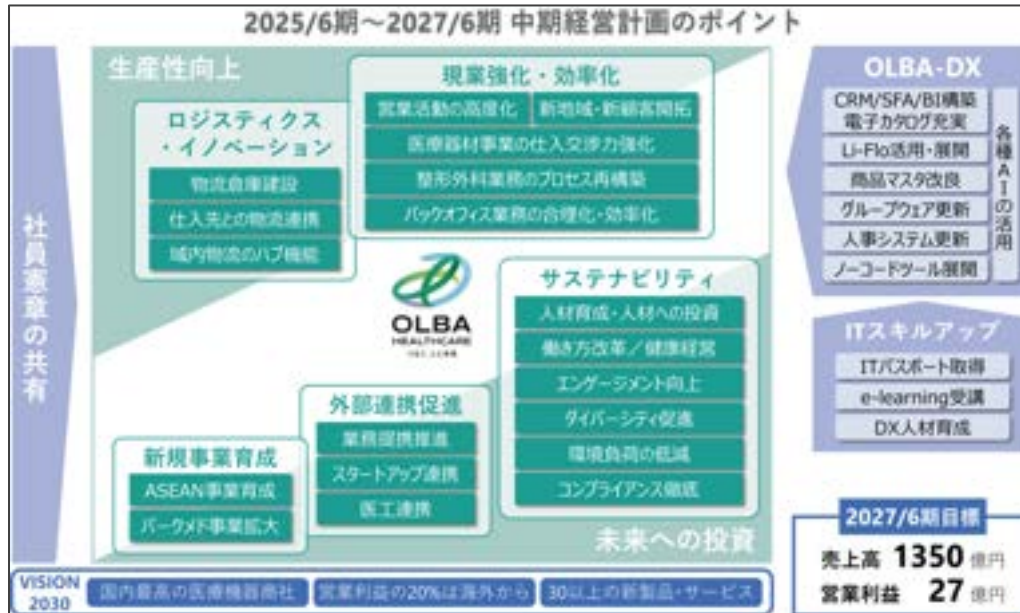 2025/6期～2027/6期 中期経営計画のポイント
社員憲章の共有
生産性向上
ロジスティクス
・イノベーション
物流倉庫建設
仕入先との物流連携
域内物流のハブ機能
現業強化・効率化
営業活動の高度化
新地域・新顧客開拓
医療器材事業の仕入交渉力強化
整形外科業務のプロセス再構築
バックオフィス業務の合理化・効率化
OLBA
HEALTHCARE
サステナビリティ
人材育成・人材への投資
働き方改革／健康経営
エンゲージメント向上
ダイバーシティ促進
環境負荷の低減
コンプライアンス徹底
外部連携促進
業務提携推進
スタートアップ連携
医工連携
新規事業育成
ASEAN事業育成
パークメド事業拡大
未来への投資
OLBA-DX
CRM/SFA/BI構築
電子カタログ充実
Li-Flo活用・展開
商品マスタ改良
グループウェア更新
人事システム更新
ノーコードツール展開
各種AIの活用
ITスキルアップ
ITパスポート取得
e-learning受講
DX人材育成
2027/6期目標
売上高 1350 億円
営業利益 27 億円
VISION
2030
国内最高の医療機器商社
営業利益の20%は海外から
30以上の新製品・サービス